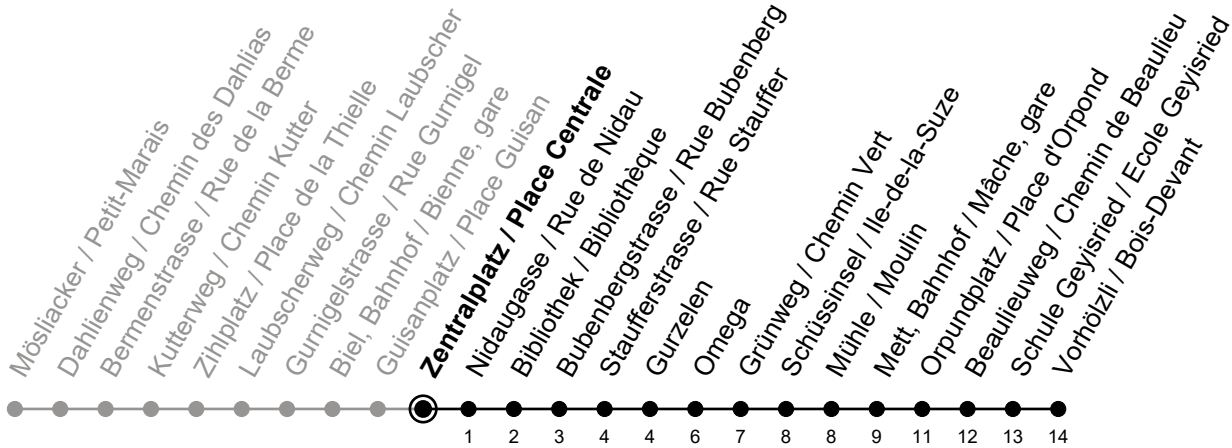 Mösliacker / Petit-Marais
Dahlienweg / Chemin des Dahlias
Bermenstrasse / Rue de la Berme
Kutterweg / Chemin Kutter
Zihlplatz / Place de la Thielle
Laubscherweg / Chemin Laubscher
Gurnigelstrasse / Rue Gurnigel
Biel, Bahnhof / Bienne, gare
Guisanplatz / Place Guisan
Zentralplatz / Place Centrale
Nidaugasse / Rue de Nidau
Bibliothek / Bibliothèque
Bubenbergstrasse / Rue Bubenberg
Staufferstrasse / Rue Stauffer
Gurzelen
Omega
Grünweg / Chemin Vert
Schüssinsel / Ile-de-la-Suze
Mühle / Moulin
Mett, Bahnhof / Mâche, gare
Orpundplatz / Place d'Orpond
Beaulieuweg / Chemin de Beaulieu
Schule Geyisried / Ecole Geyisried
Vorhölzli / Bois-Devant
1 2 3 4 4 6 7 8 8 9 11 12 13 14